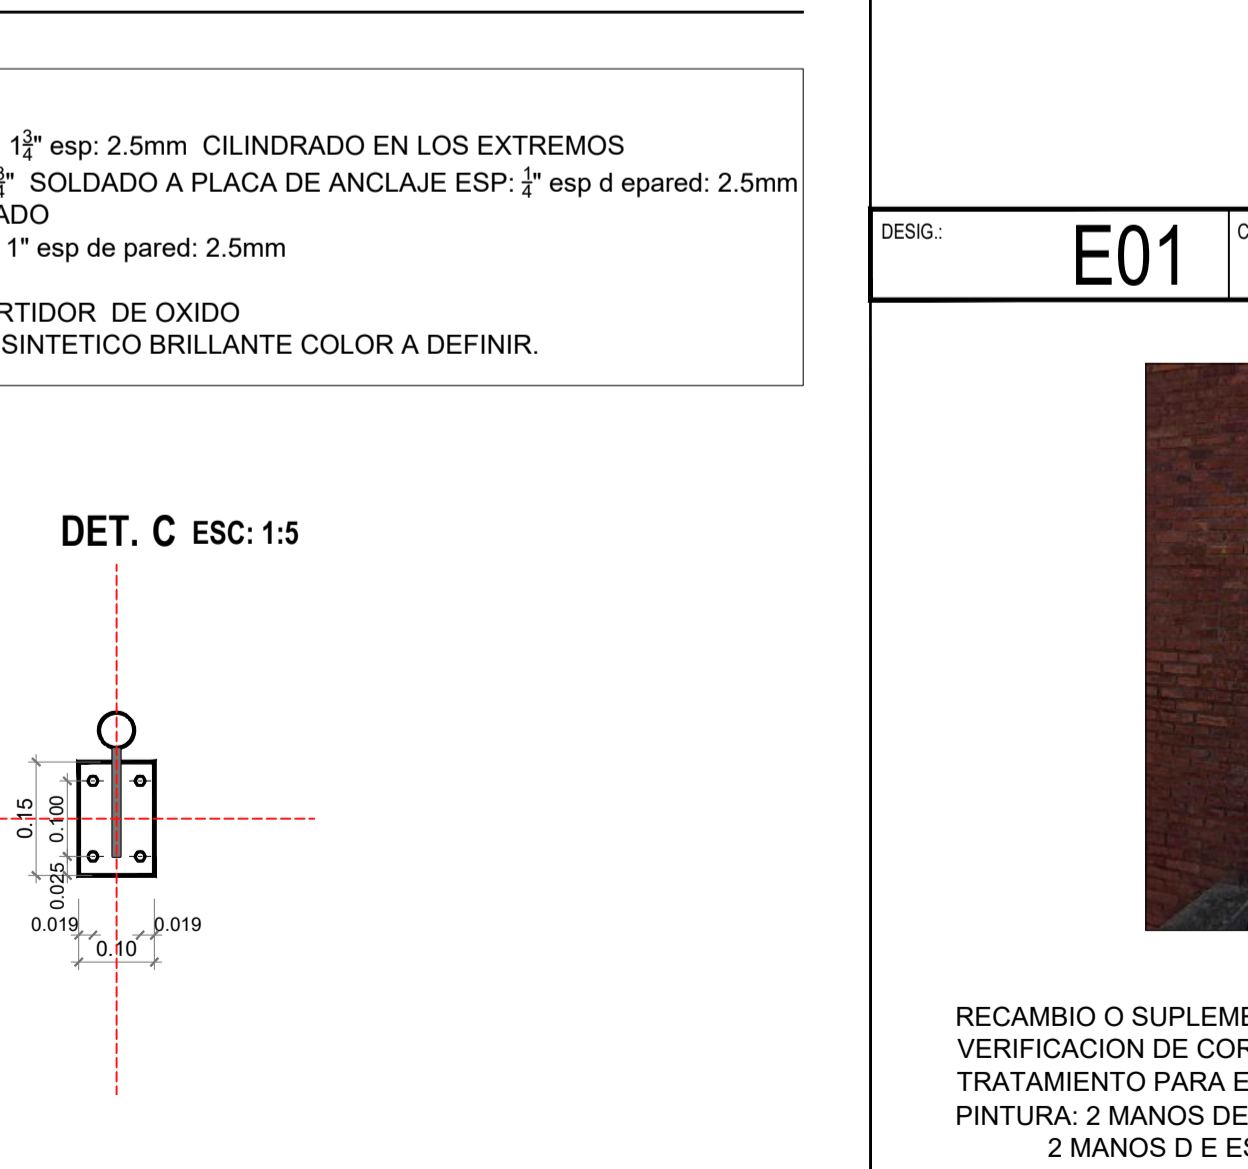 1 3/4" esp: 2.5mm CILINDRADO EN LOS EXTREMOS
SOLDADO A PLACA DE ANCLAJE ESP: 1/4" esp d epared: 2.5mm
ADO
1" esp de pared: 2.5mm
RTIDOR DE OXIDO
SINTETICO BRILLANTE COLOR A DEFINIR.
DET. C ESC: 1:5
0.15
0.100
0.025
0.019
0.019
0.10
DESIG.: E01 C
RECAMBIO O SUPLEME
VERIFICACION DE COR
TRATAMIENTO PARA E
PINTURA: 2 MANOS DE
2 MANOS D E ES